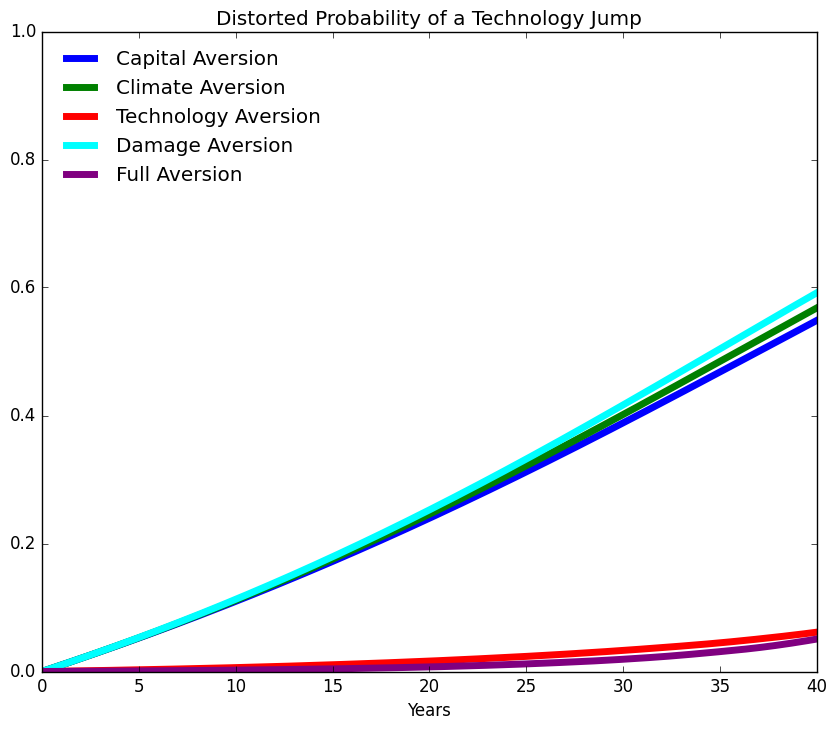 Distorted Probability of a Technology Jump
1.0
0.8
0.6
0.4
0.2
0.0
Capital Aversion
Climate Aversion
Technology Aversion
Damage Aversion
Full Aversion
0 5 10 15 20 25 30 35 40
Years